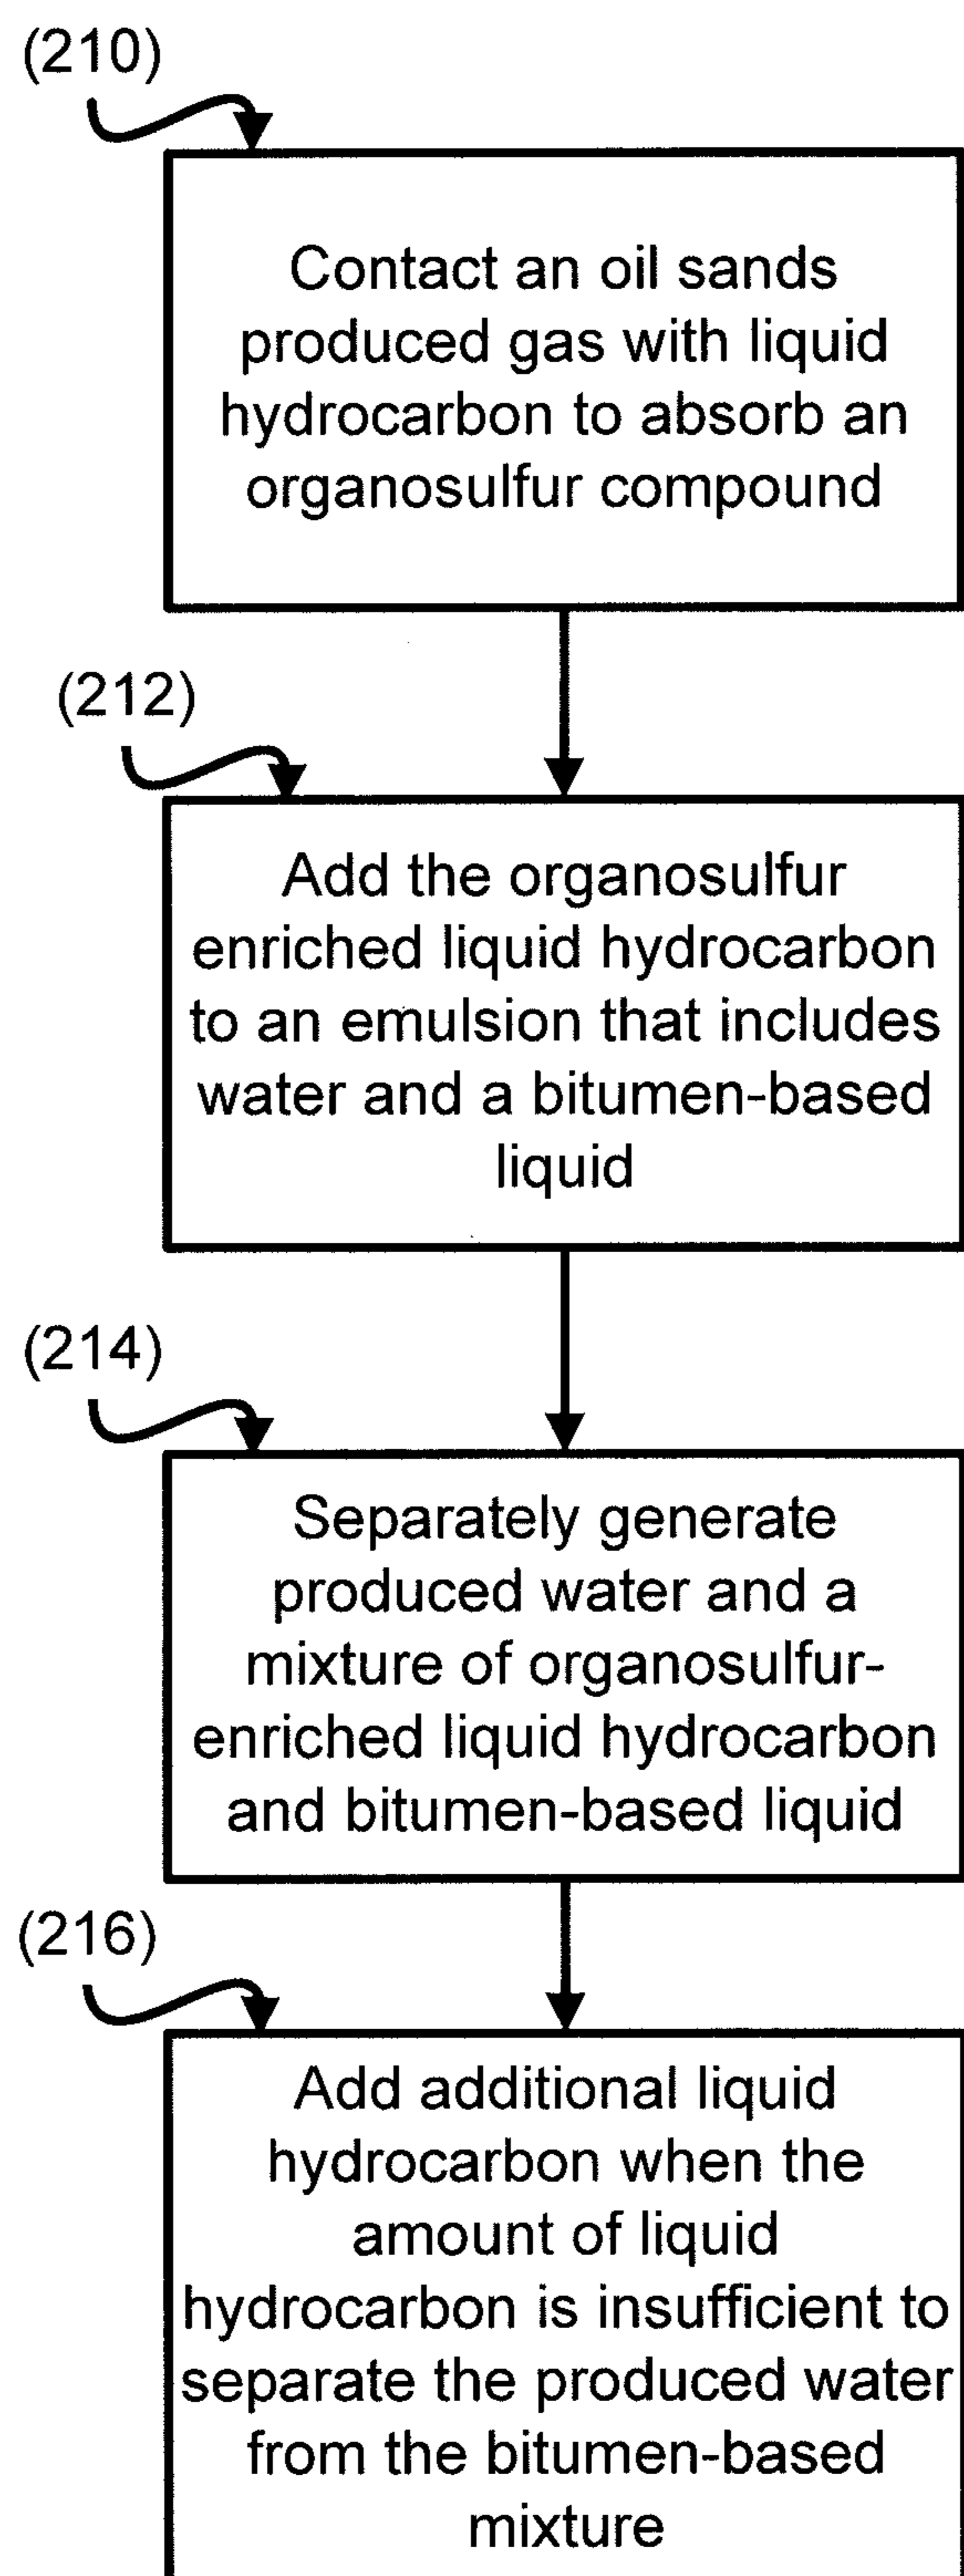 (210)
Contact an oil sands
produced gas with liquid
hydrocarbon to absorb an
organosulfur compound
(212)
Add the organosulfur
enriched liquid hydrocarbon
to an emulsion that includes
water and a bitumen-based
liquid
(214)
Separately generate
produced water and a
mixture of organosulfur-
enriched liquid hydrocarbon
and bitumen-based liquid
(216)
Add additional liquid
hydrocarbon when the
amount of liquid
hydrocarbon is insufficient to
separate the produced water
from the bitumen-based
mixture